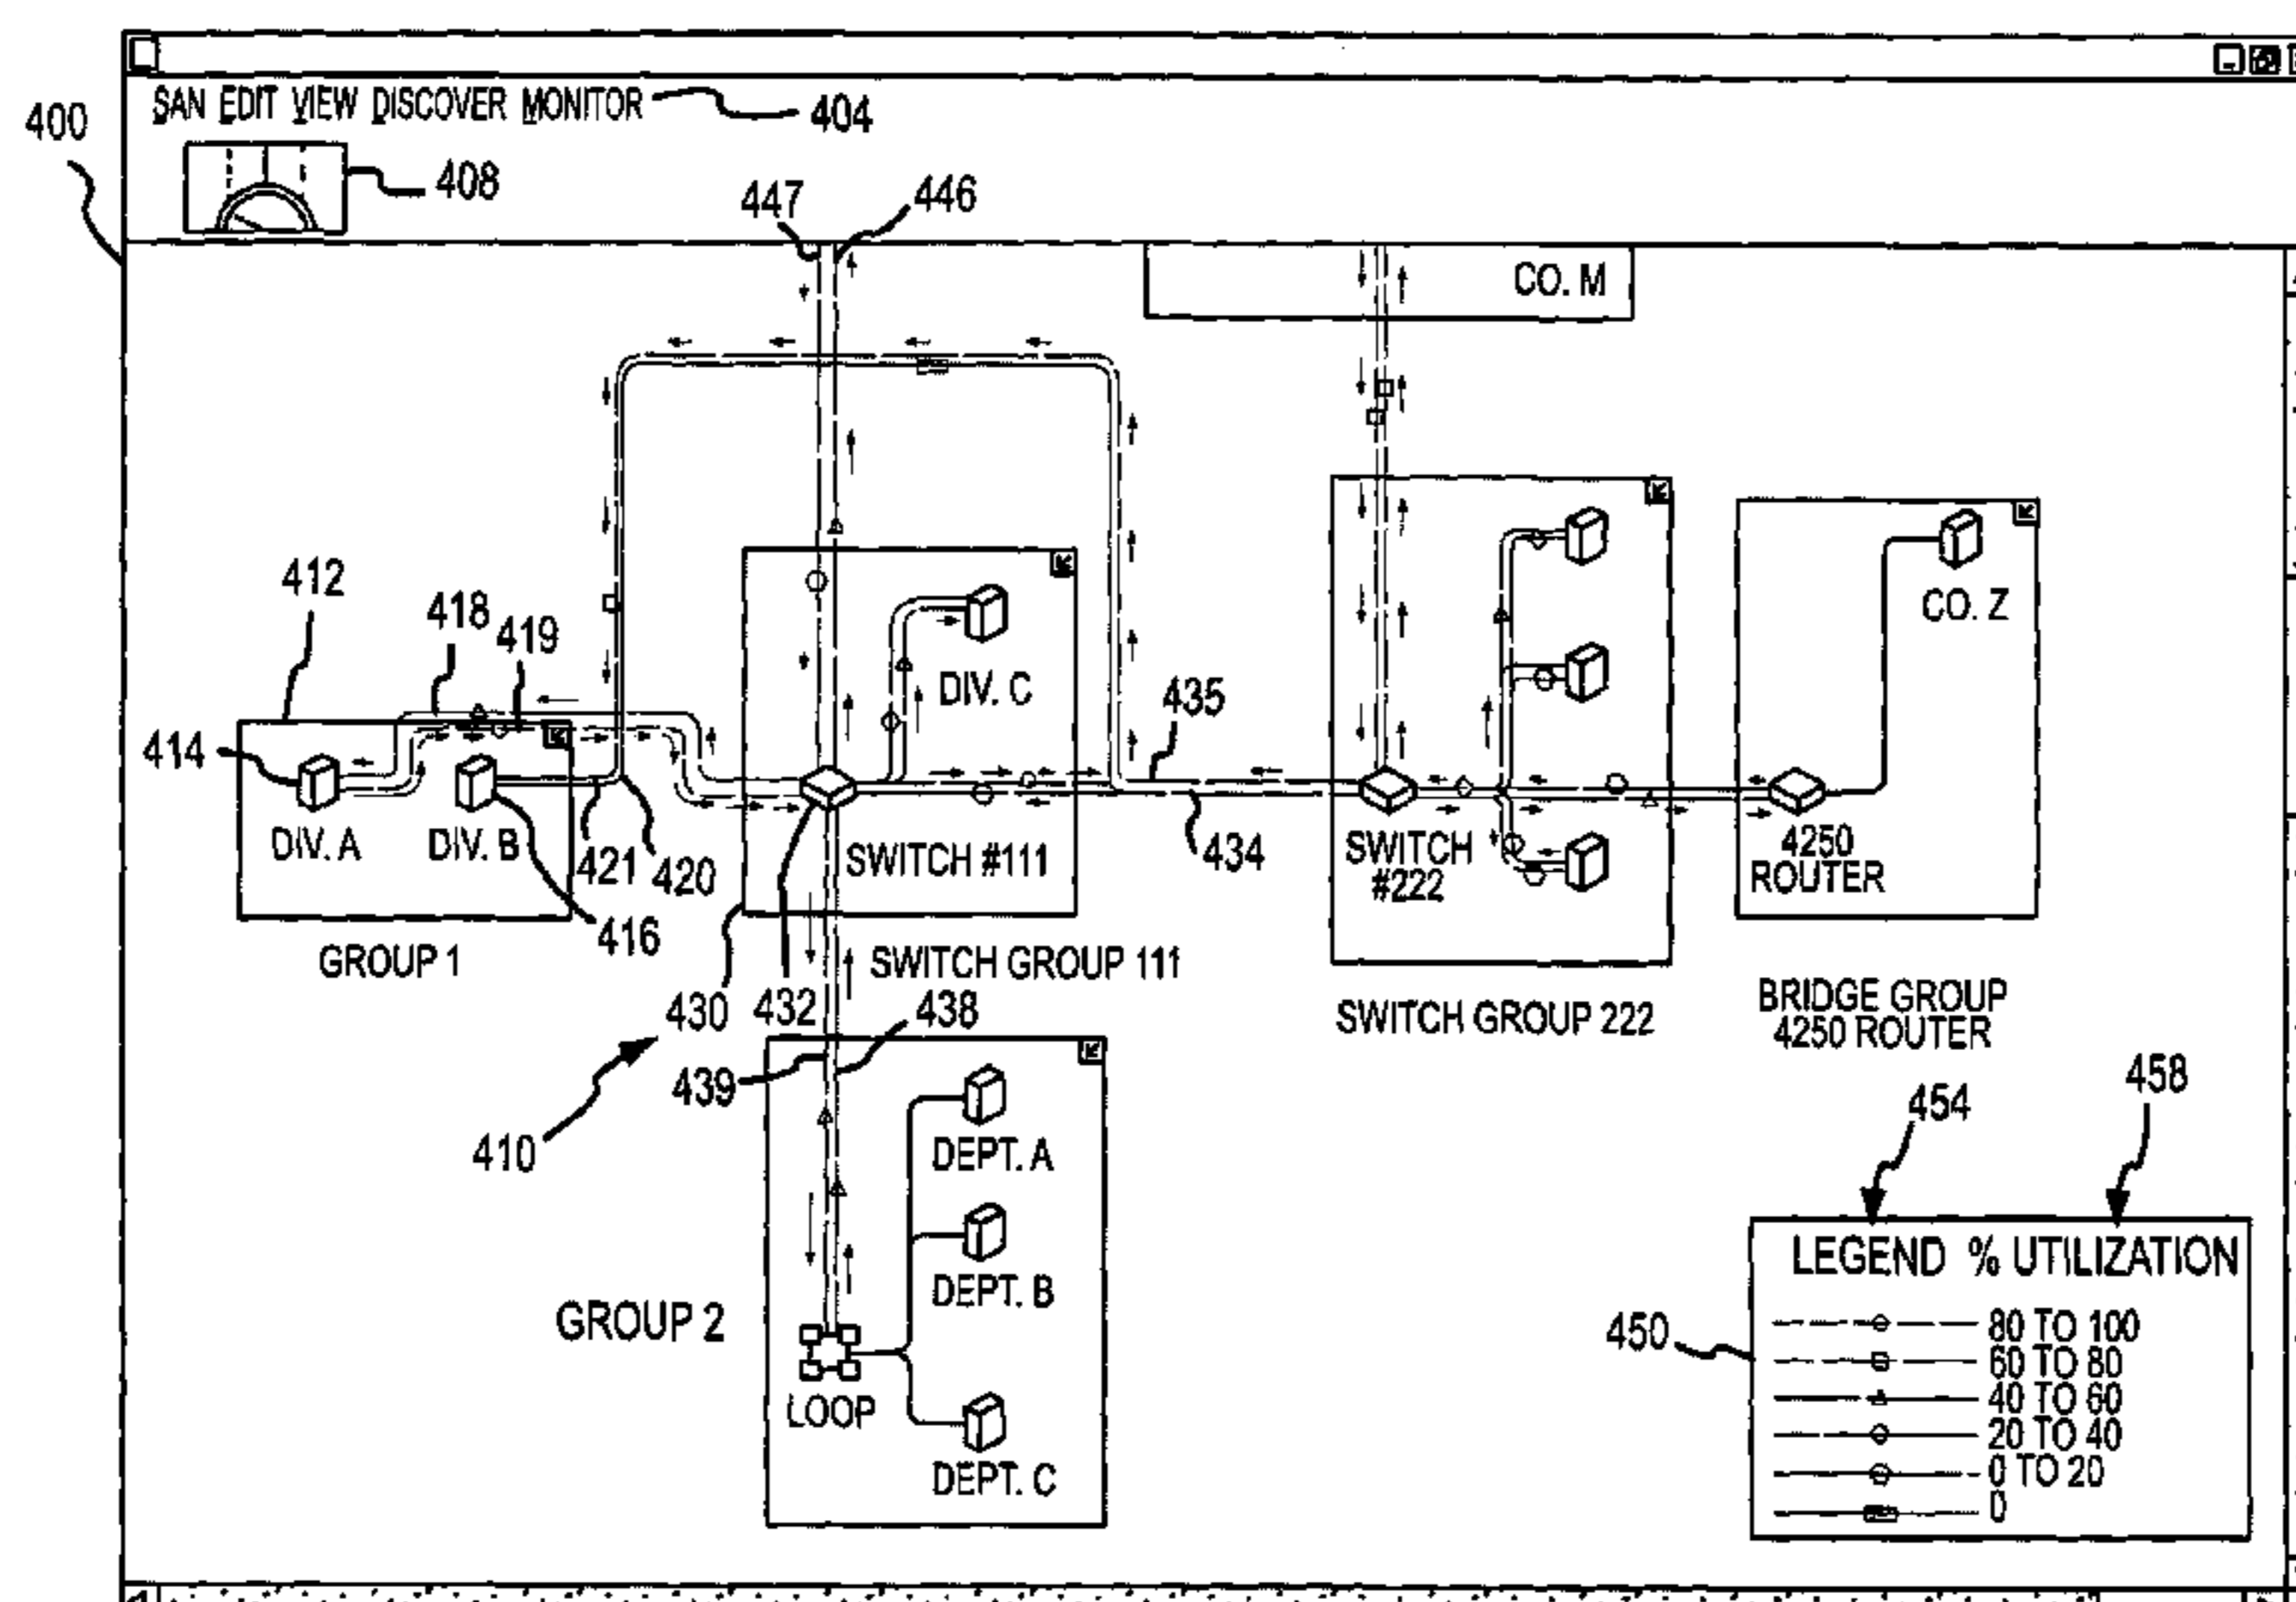 SAN EDIT VIEW DISCOVER MONITOR
404
400
408
447
446
CO. M
412
418
419
CO. Z
DIV. C
435
414
DIV. A
DIV. B
421
420
SWITCH #111
434
SWITCH
#222
4250
ROUTER
416
GROUP 1
SWITCH GROUP 111
430
432
438
SWITCH GROUP 222
BRIDGE GROUP
4250 ROUTER
439
410
DEPT. A
454
458
DEPT. B
GROUP 2
LOOP
DEPT. C
450
LEGEND % UTILIZATION
80 TO 100
60 TO 80
40 TO 60
20 TO 40
0 TO 20
0